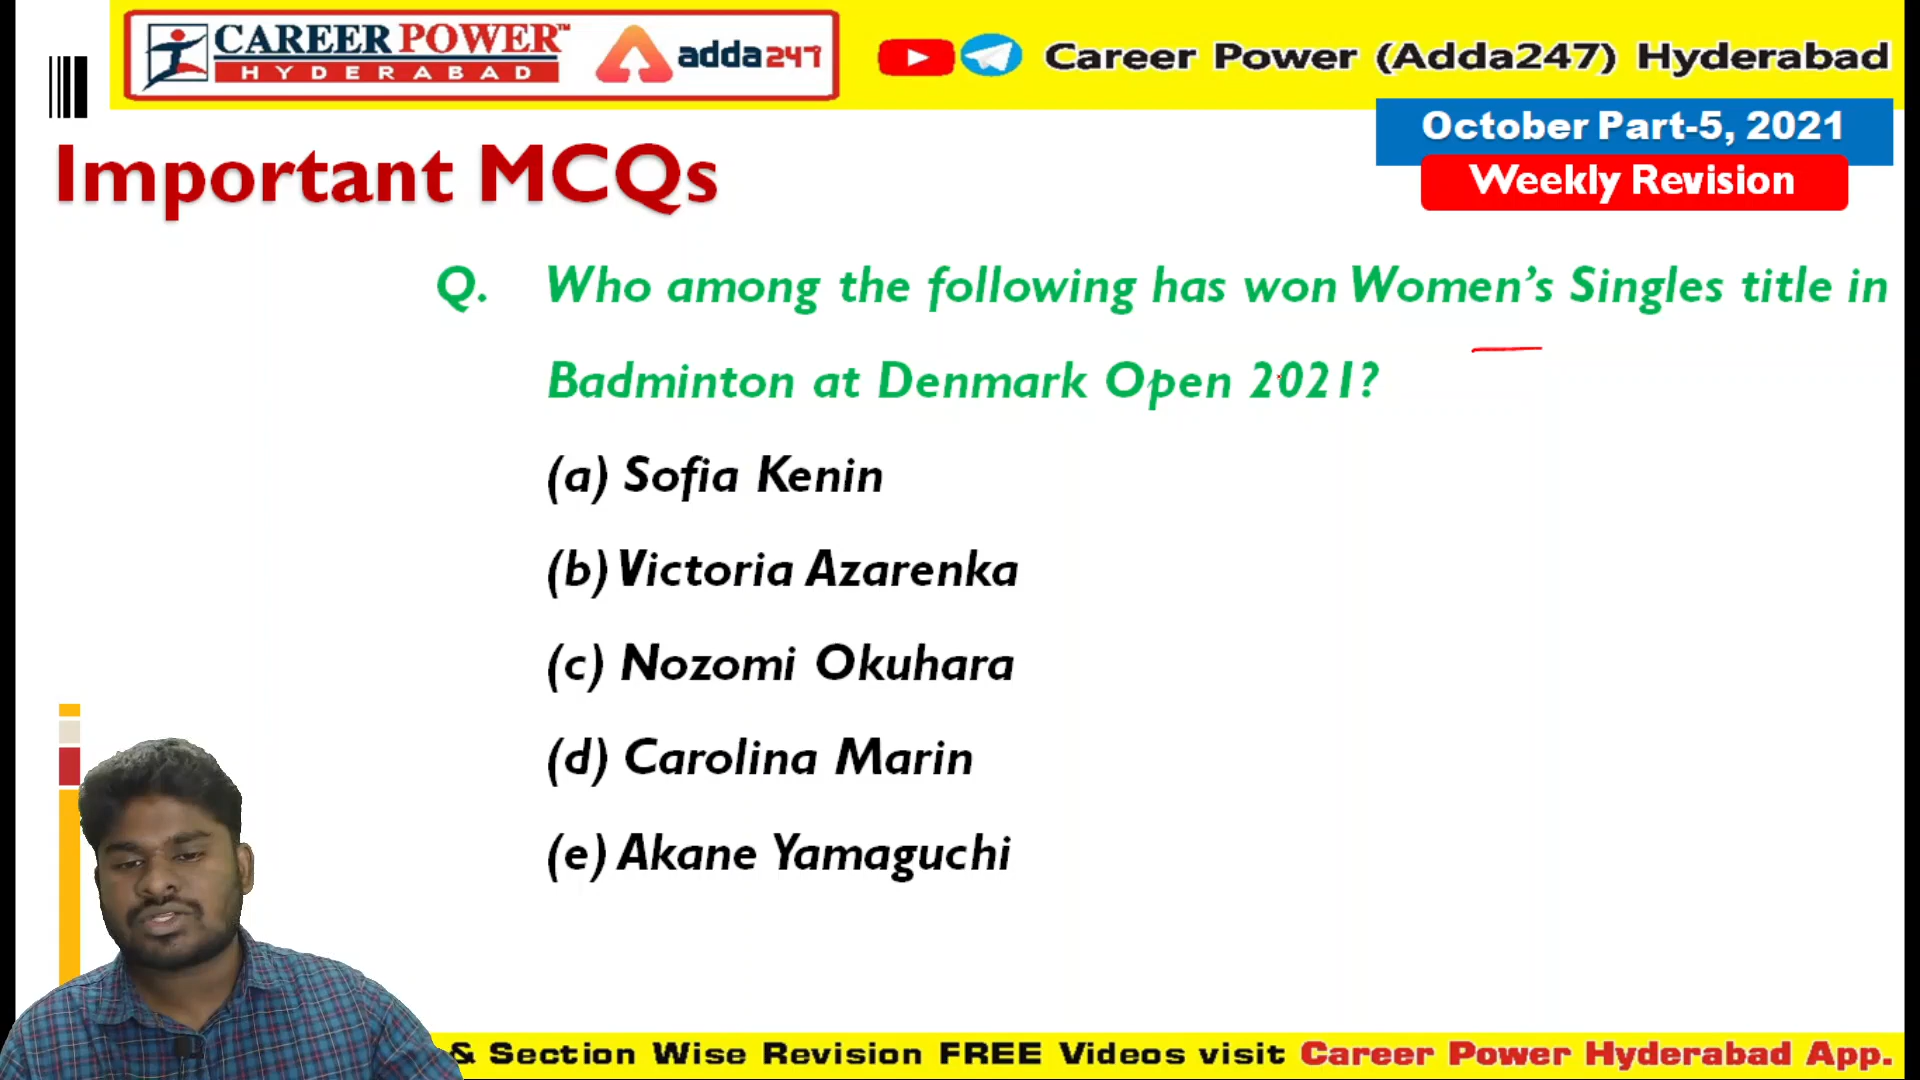 CAREER POWER™
HYDERABAD
adda247
Career Power (Adda247) Hyderabad
October Part-5, 2021
Weekly Revision
Important MCQs
Q. Who among the following has won Women's Singles title in
Badminton at Denmark Open 2021?
(a) Sofia Kenin
(b) Victoria Azarenka
(c) Nozomi Okuhara
(d) Carolina Marin
(e) Akane Yamaguchi
& Section Wise Revision FREE Videos visit Career Power Hyderabad App.